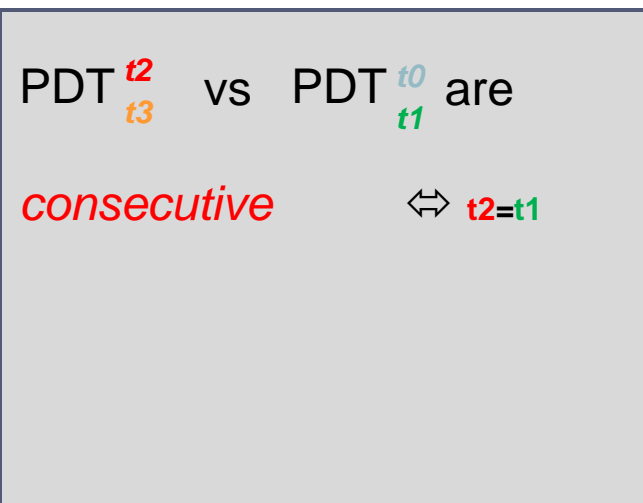 PDT t2 t3 vs PDT t0 t1 are
consecutive ⇔ t2=t1